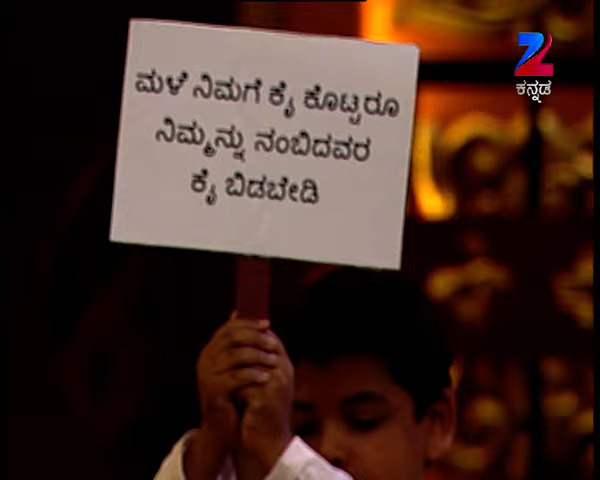 ಮಳೆ ನಿಮಗೆ ಕೈ ಕೊಟ್ಟರೂ
ನಿಮ್ಮನ್ನು ನಂಬಿದವರ
ಕೈ ಬಿಡಬೇಡಿ
ಕನ್ನಡ